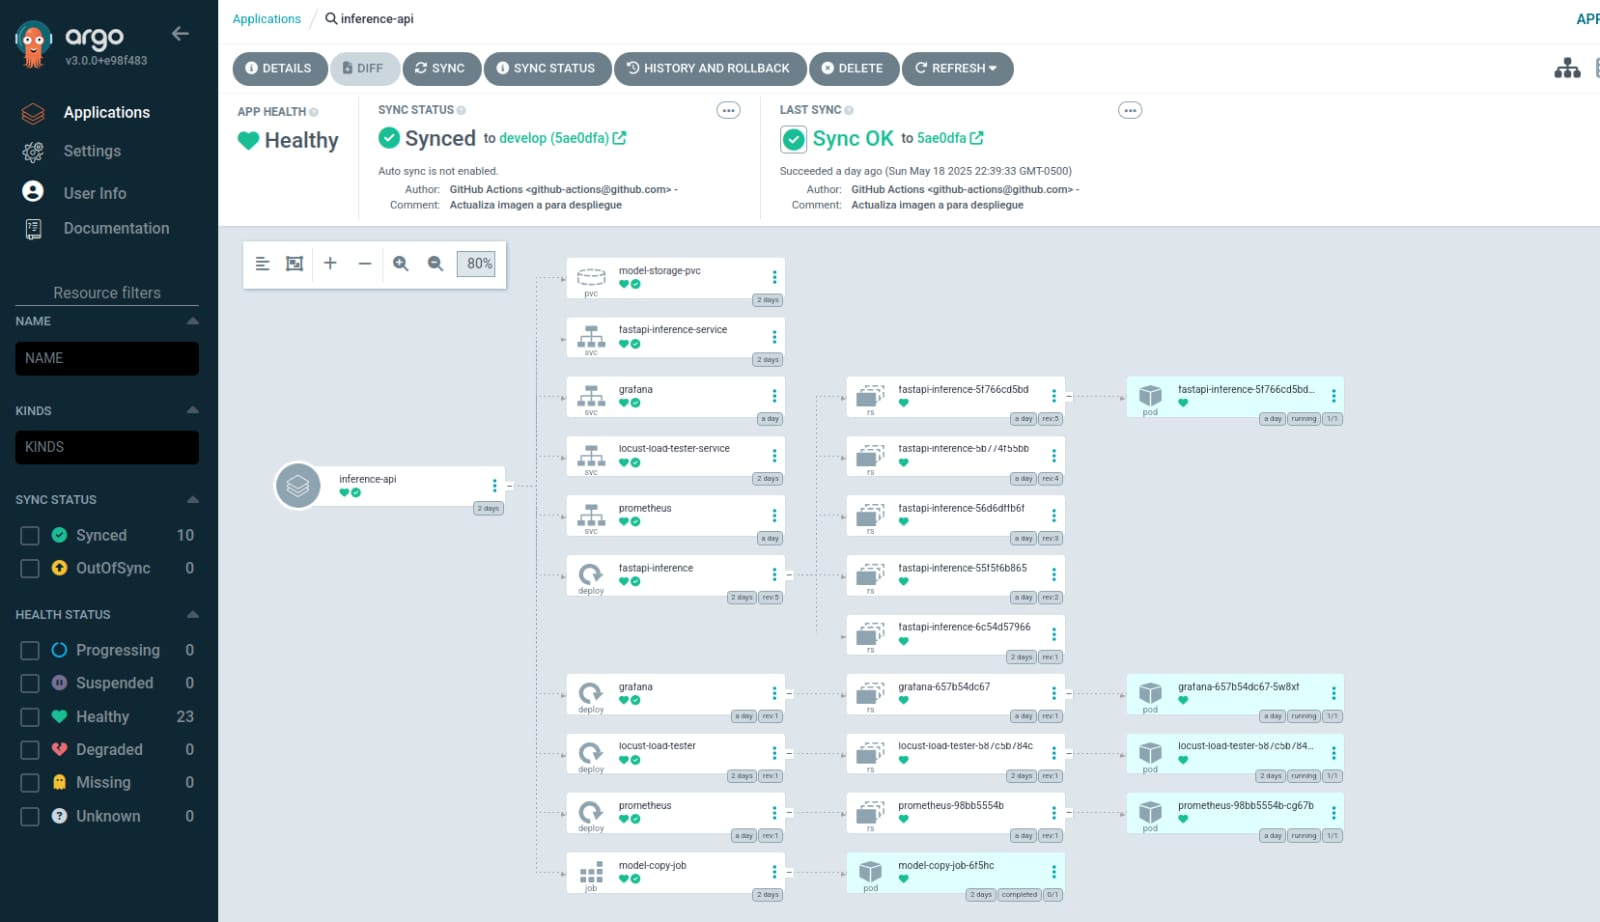 argo
v3.0.0+e98f483
Applications
Settings
User Info
Documentation
Resource filters
NAME
NAME
KINDS
KINDS
SYNC STATUS
Synced 10
OutOfSync 0
HEALTH STATUS
Progressing 0
Suspended 0
Healthy 23
Degraded 0
Missing 0
Unknown 0
Applications / inference-api
DETAILS DIFF SYNC SYNC STATUS HISTORY AND ROLLBACK DELETE REFRESH
APP HEALTH
Healthy
SYNC STATUS
Synced to develop (5ae0dfa)
Auto sync is not enabled.
Author: GitHub Actions <github-actions@github.com> -
Comment: Actualiza imagen a para despliegue
LAST SYNC
Sync OK to 5ae0dfa
Succeeded a day ago (Sun May 18 2025 22:39:33 GMT-0500)
Author: GitHub Actions <github-actions@github.com> -
Comment: Actualiza imagen a para despliegue
80%
inference-api
2 days
model-storage-pvc
pvc
2 days
fastapi-inference-service
svc
2 days
grafana
svc
a day
locust-load-tester-service
svc
2 days
prometheus
svc
a day
fastapi-inference
deploy
2 days rev:5
grafana
deploy
a day rev:1
locust-load-tester
deploy
2 days rev:1
prometheus
deploy
a day rev:1
model-copy-job
job
2 days
fastapi-inference-5f766cd5bd
rs
a day rev:5
fastapi-inference-5b774f55bb
rs
a day rev:4
fastapi-inference-56d6dffb6f
rs
a day rev:3
fastapi-inference-55f5f6b865
rs
a day rev:2
fastapi-inference-6c54d57966
rs
2 days rev:1
grafana-657b54dc67
rs
a day rev:1
locust-load-tester-587c5b784c
rs
2 days rev:1
prometheus-98bb5554b
rs
a day rev:1
model-copy-job-6f5hc
pod
2 days completed 0/1
fastapi-inference-5f766cd5bd...
pod
a day running 1/1
grafana-657b54dc67-5w8xf
pod
a day running 1/1
locust-load-tester-587c5b784...
pod
2 days running 1/1
prometheus-98bb5554b-cg67b
pod
a day running 1/1